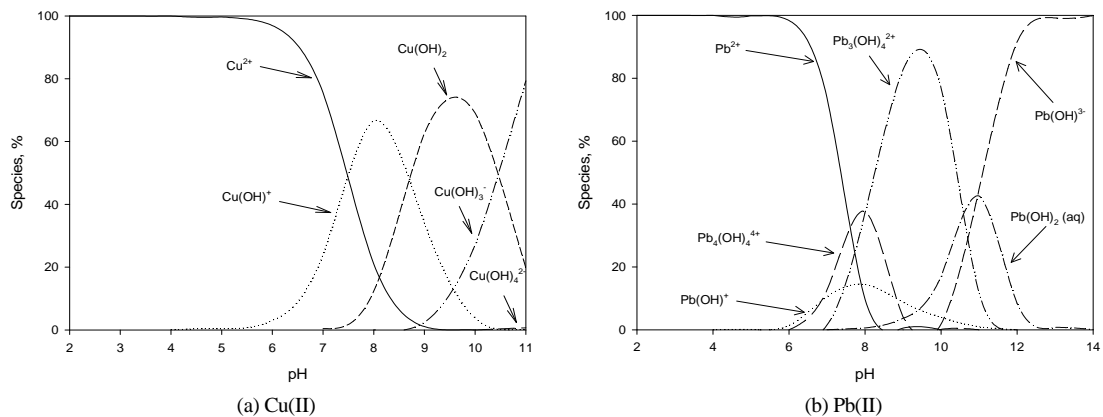 100
80
60
40
20
0
Species, %
Cu²⁺
Cu(OH)₂
Cu(OH)⁺
Cu(OH)₃⁻
Cu(OH)₄²⁻
2 3 4 5 6 7 8 9 10 11
pH
(a) Cu(II)
100
80
60
40
20
0
Species, %
Pb²⁺
Pb₃(OH)₄²⁺
Pb(OH)³⁻
Pb₄(OH)₄⁴⁺
Pb(OH)₂ (aq)
Pb(OH)⁺
2 4 6 8 10 12 14
pH
(b) Pb(II)